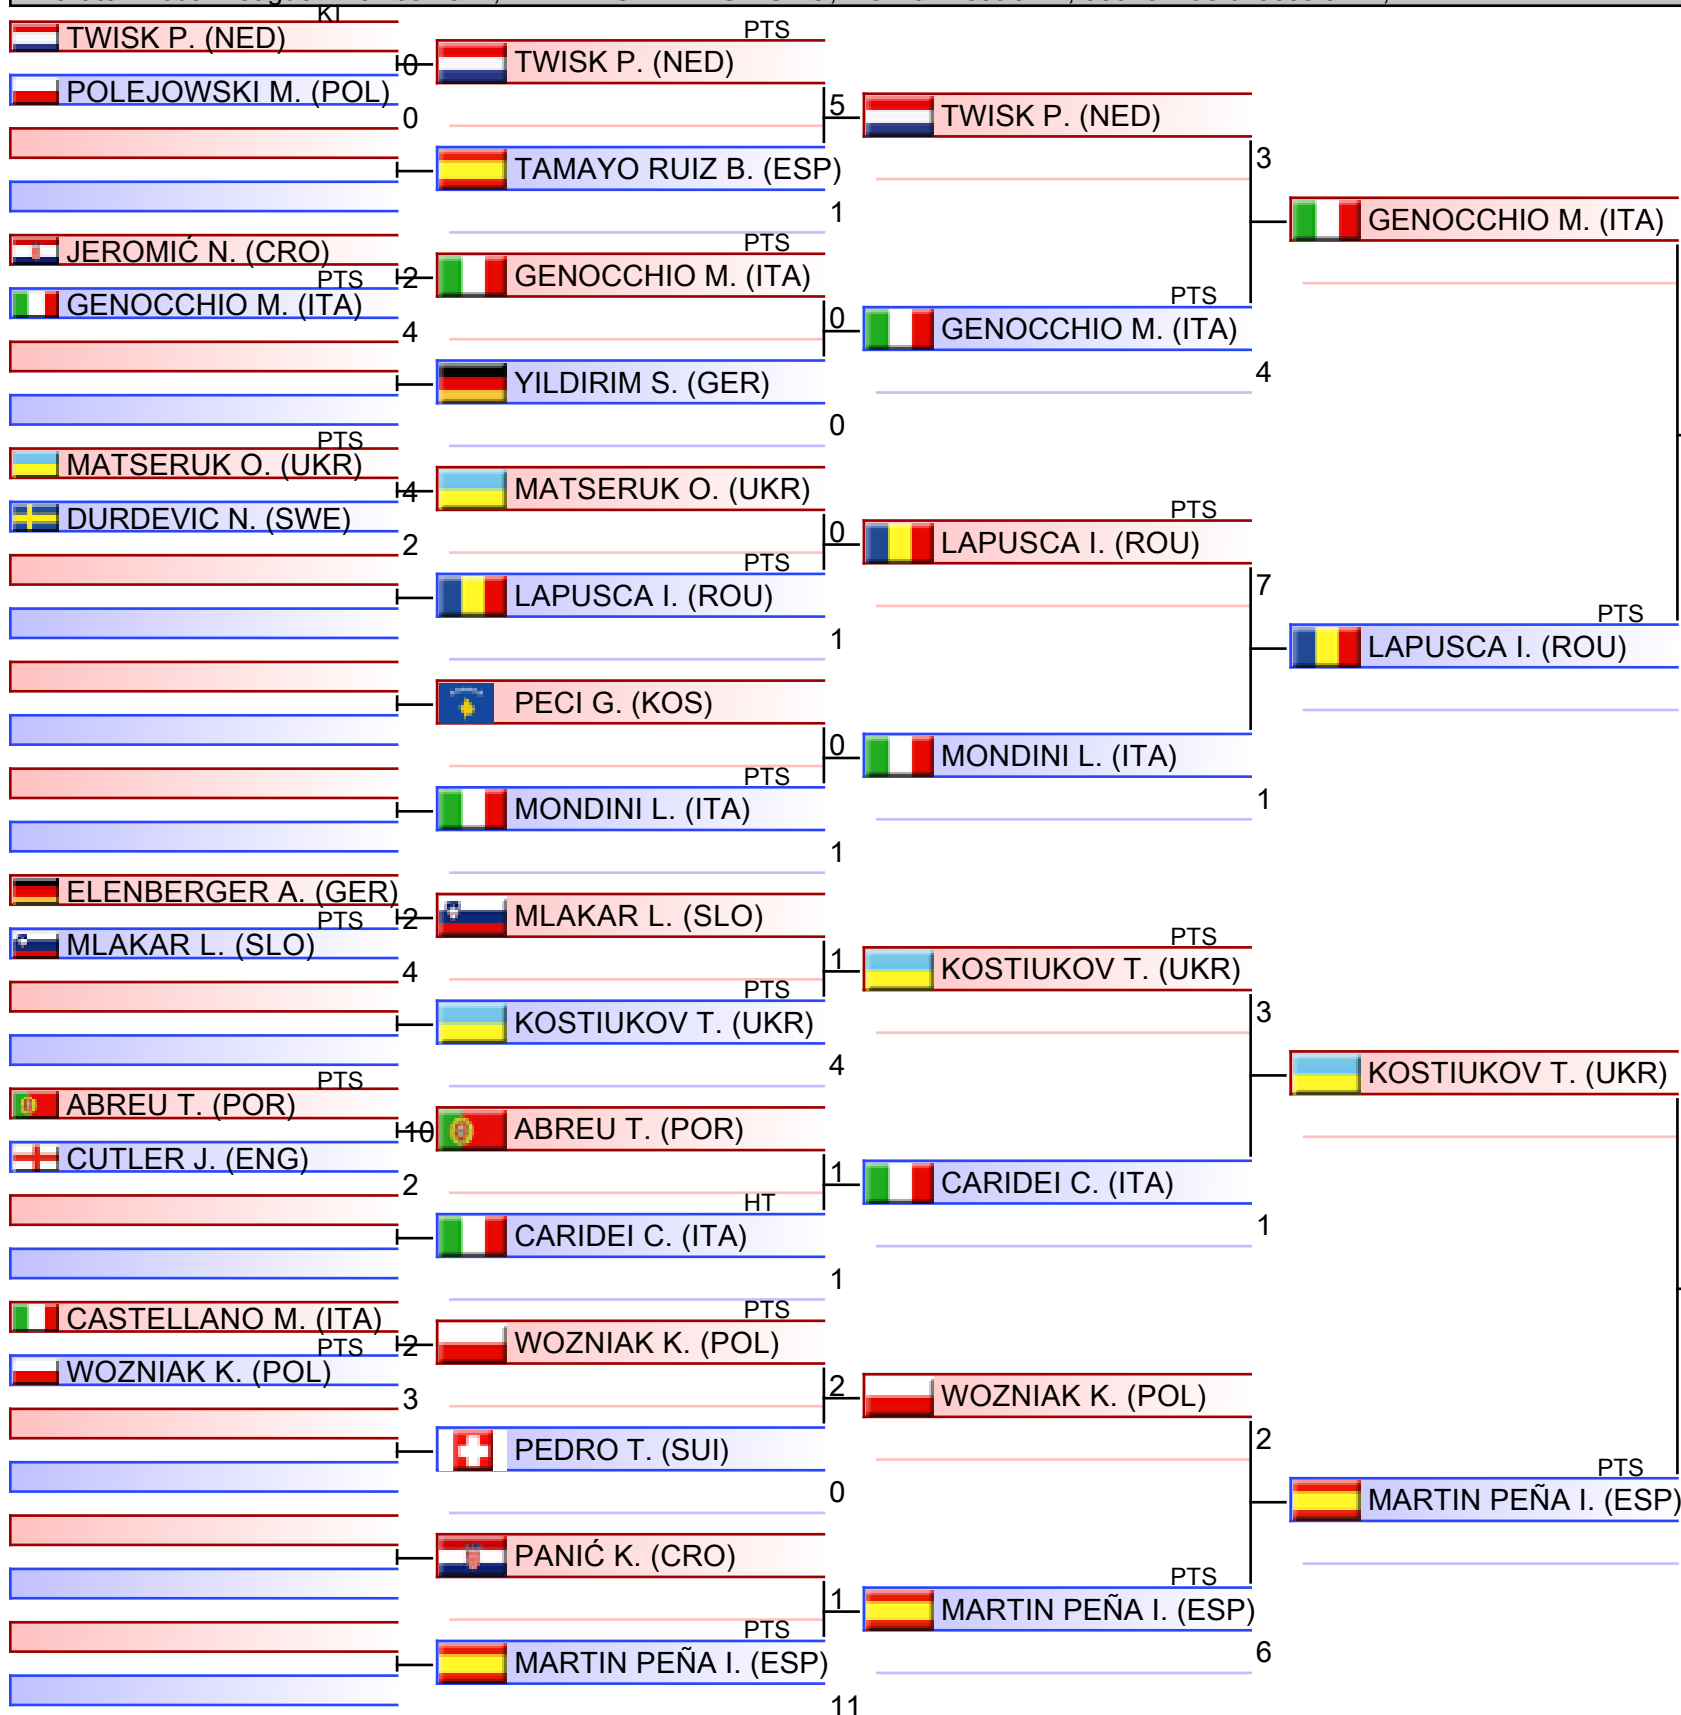 KI
TWISK P. (NED)
0
POLEJOWSKI M. (POL)
0
JEROMIĆ N. (CRO)
2
PTS
GENOCCHIO M. (ITA)
4
PTS
MATSERUK O. (UKR)
4
DURDEVIC N. (SWE)
2
ELENBERGER A. (GER)
2
PTS
MLAKAR L. (SLO)
4
PTS
ABREU T. (POR)
10
CUTLER J. (ENG)
2
CASTELLANO M. (ITA)
2
PTS
WOZNIAK K. (POL)
3
PTS
TWISK P. (NED)
5
TAMAYO RUIZ B. (ESP)
1
PTS
GENOCCHIO M. (ITA)
0
YILDIRIM S. (GER)
0
MATSERUK O. (UKR)
0
PTS
LAPUSCA I. (ROU)
1
PECI G. (KOS)
0
PTS
MONDINI L. (ITA)
1
MLAKAR L. (SLO)
1
PTS
KOSTIUKOV T. (UKR)
4
ABREU T. (POR)
1
HT
CARIDEI C. (ITA)
1
PTS
WOZNIAK K. (POL)
2
PEDRO T. (SUI)
0
PANIĆ K. (CRO)
1
PTS
MARTIN PEÑA I. (ESP)
11
TWISK P. (NED)
3
PTS
GENOCCHIO M. (ITA)
4
PTS
LAPUSCA I. (ROU)
7
MONDINI L. (ITA)
1
PTS
KOSTIUKOV T. (UKR)
3
CARIDEI C. (ITA)
1
WOZNIAK K. (POL)
2
PTS
MARTIN PEÑA I. (ESP)
6
GENOCCHIO M. (ITA)
PTS
LAPUSCA I. (ROU)
KOSTIUKOV T. (UKR)
PTS
MARTIN PEÑA I. (ESP)